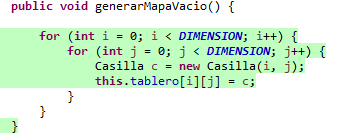 public void generarMapaVacio() {
for (int i = 0; i < DIMENSION; i++) {
for (int j = 0; j < DIMENSION; j++) {
Casilla c = new Casilla(i, j);
this.tablero[i][j] = c;
}
}
}